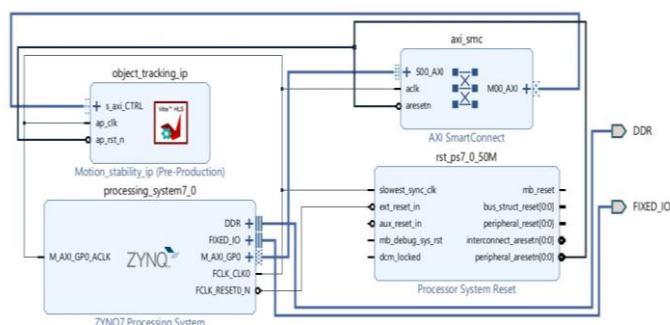 axi_smc
object_tracking_ip
S00_AXI
aclk
aresetn
M00_AXI
s_axi_CTRL
ap_clk
ap_rst_n
Vitis™ HLS
AXI SmartConnect
DDR
Motion_stability_ip (Pre-Production)
rst_ps7_0_50M
processing_system7_0
slowest_sync_clk
ext_reset_in
aux_reset_in
mb_debug_sys_rst
dcm_locked
mb_reset
bus_struct_reset[0:0]
peripheral_reset[0:0]
interconnect_aresetn[0:0]
peripheral_aresetn[0:0]
FIXED_IO
M_AXI_GP0_ACLK
ZYNQ
DDR
FIXED_IO
M_AXI_GP0
FCLK_CLK0
FCLK_RESET0_N
Processor System Reset
ZYNQ7 Processing System